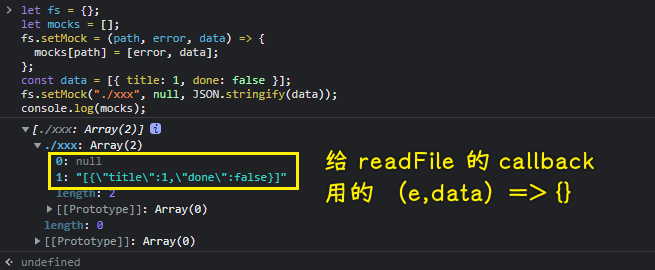 let fs = {};
let mocks = [];
fs.setMock = (path, error, data) => {
  mocks[path] = [error, data];
};
const data = [{ title: 1, done: false }];
fs.setMock("./xxx", null, JSON.stringify(data));
console.log(mocks);
[./xxx: Array(2)] i
./xxx: Array(2)
0: null
1: "[{\"title\":1,\"done\":false}]"
length: 2
[[Prototype]]: Array(0)
length: 0
[[Prototype]]: Array(0)
undefined
给 readFile 的 callback
用的 （e,data）=> {}